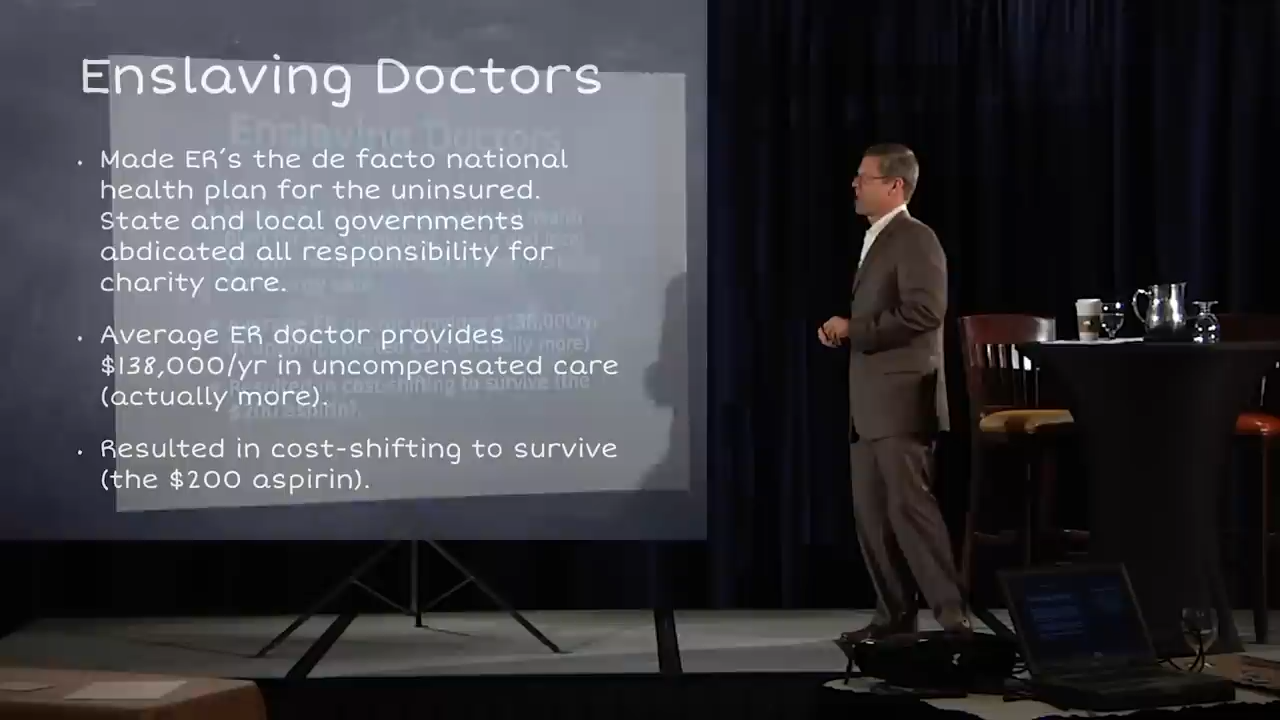 Enslaving Doctors
• Made ER's the de facto national
health plan for the uninsured.
State and local governments
abdicated all responsibility for
charity care.
• Average ER doctor provides
$138,000/yr in uncompensated care
(actually more).
• Resulted in cost-shifting to survive
(the $200 aspirin).
Enslaving Doctors